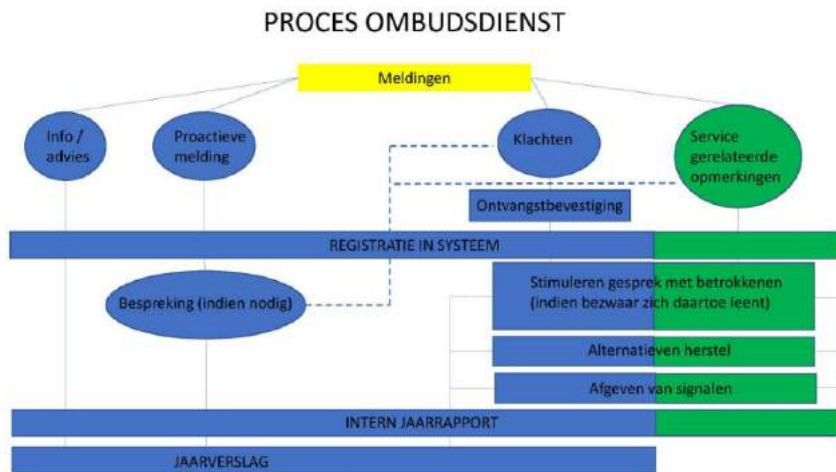 PROCES OMBUDSDIENST
Meldingen
Info /
advies
Proactieve
melding
Klachten
Service
gerelateerde
opmerkingen
Ontvangstbevestiging
REGISTRATIE IN SYSTEEM
Bespreking (indien nodig)
Stimuleren gesprek met betrokkenen
(indien bezwaar zich daartoe leent)
Alternatieven herstel
Afgeven van signalen
INTERN JAARRAPPORT
JAARVERSLAG